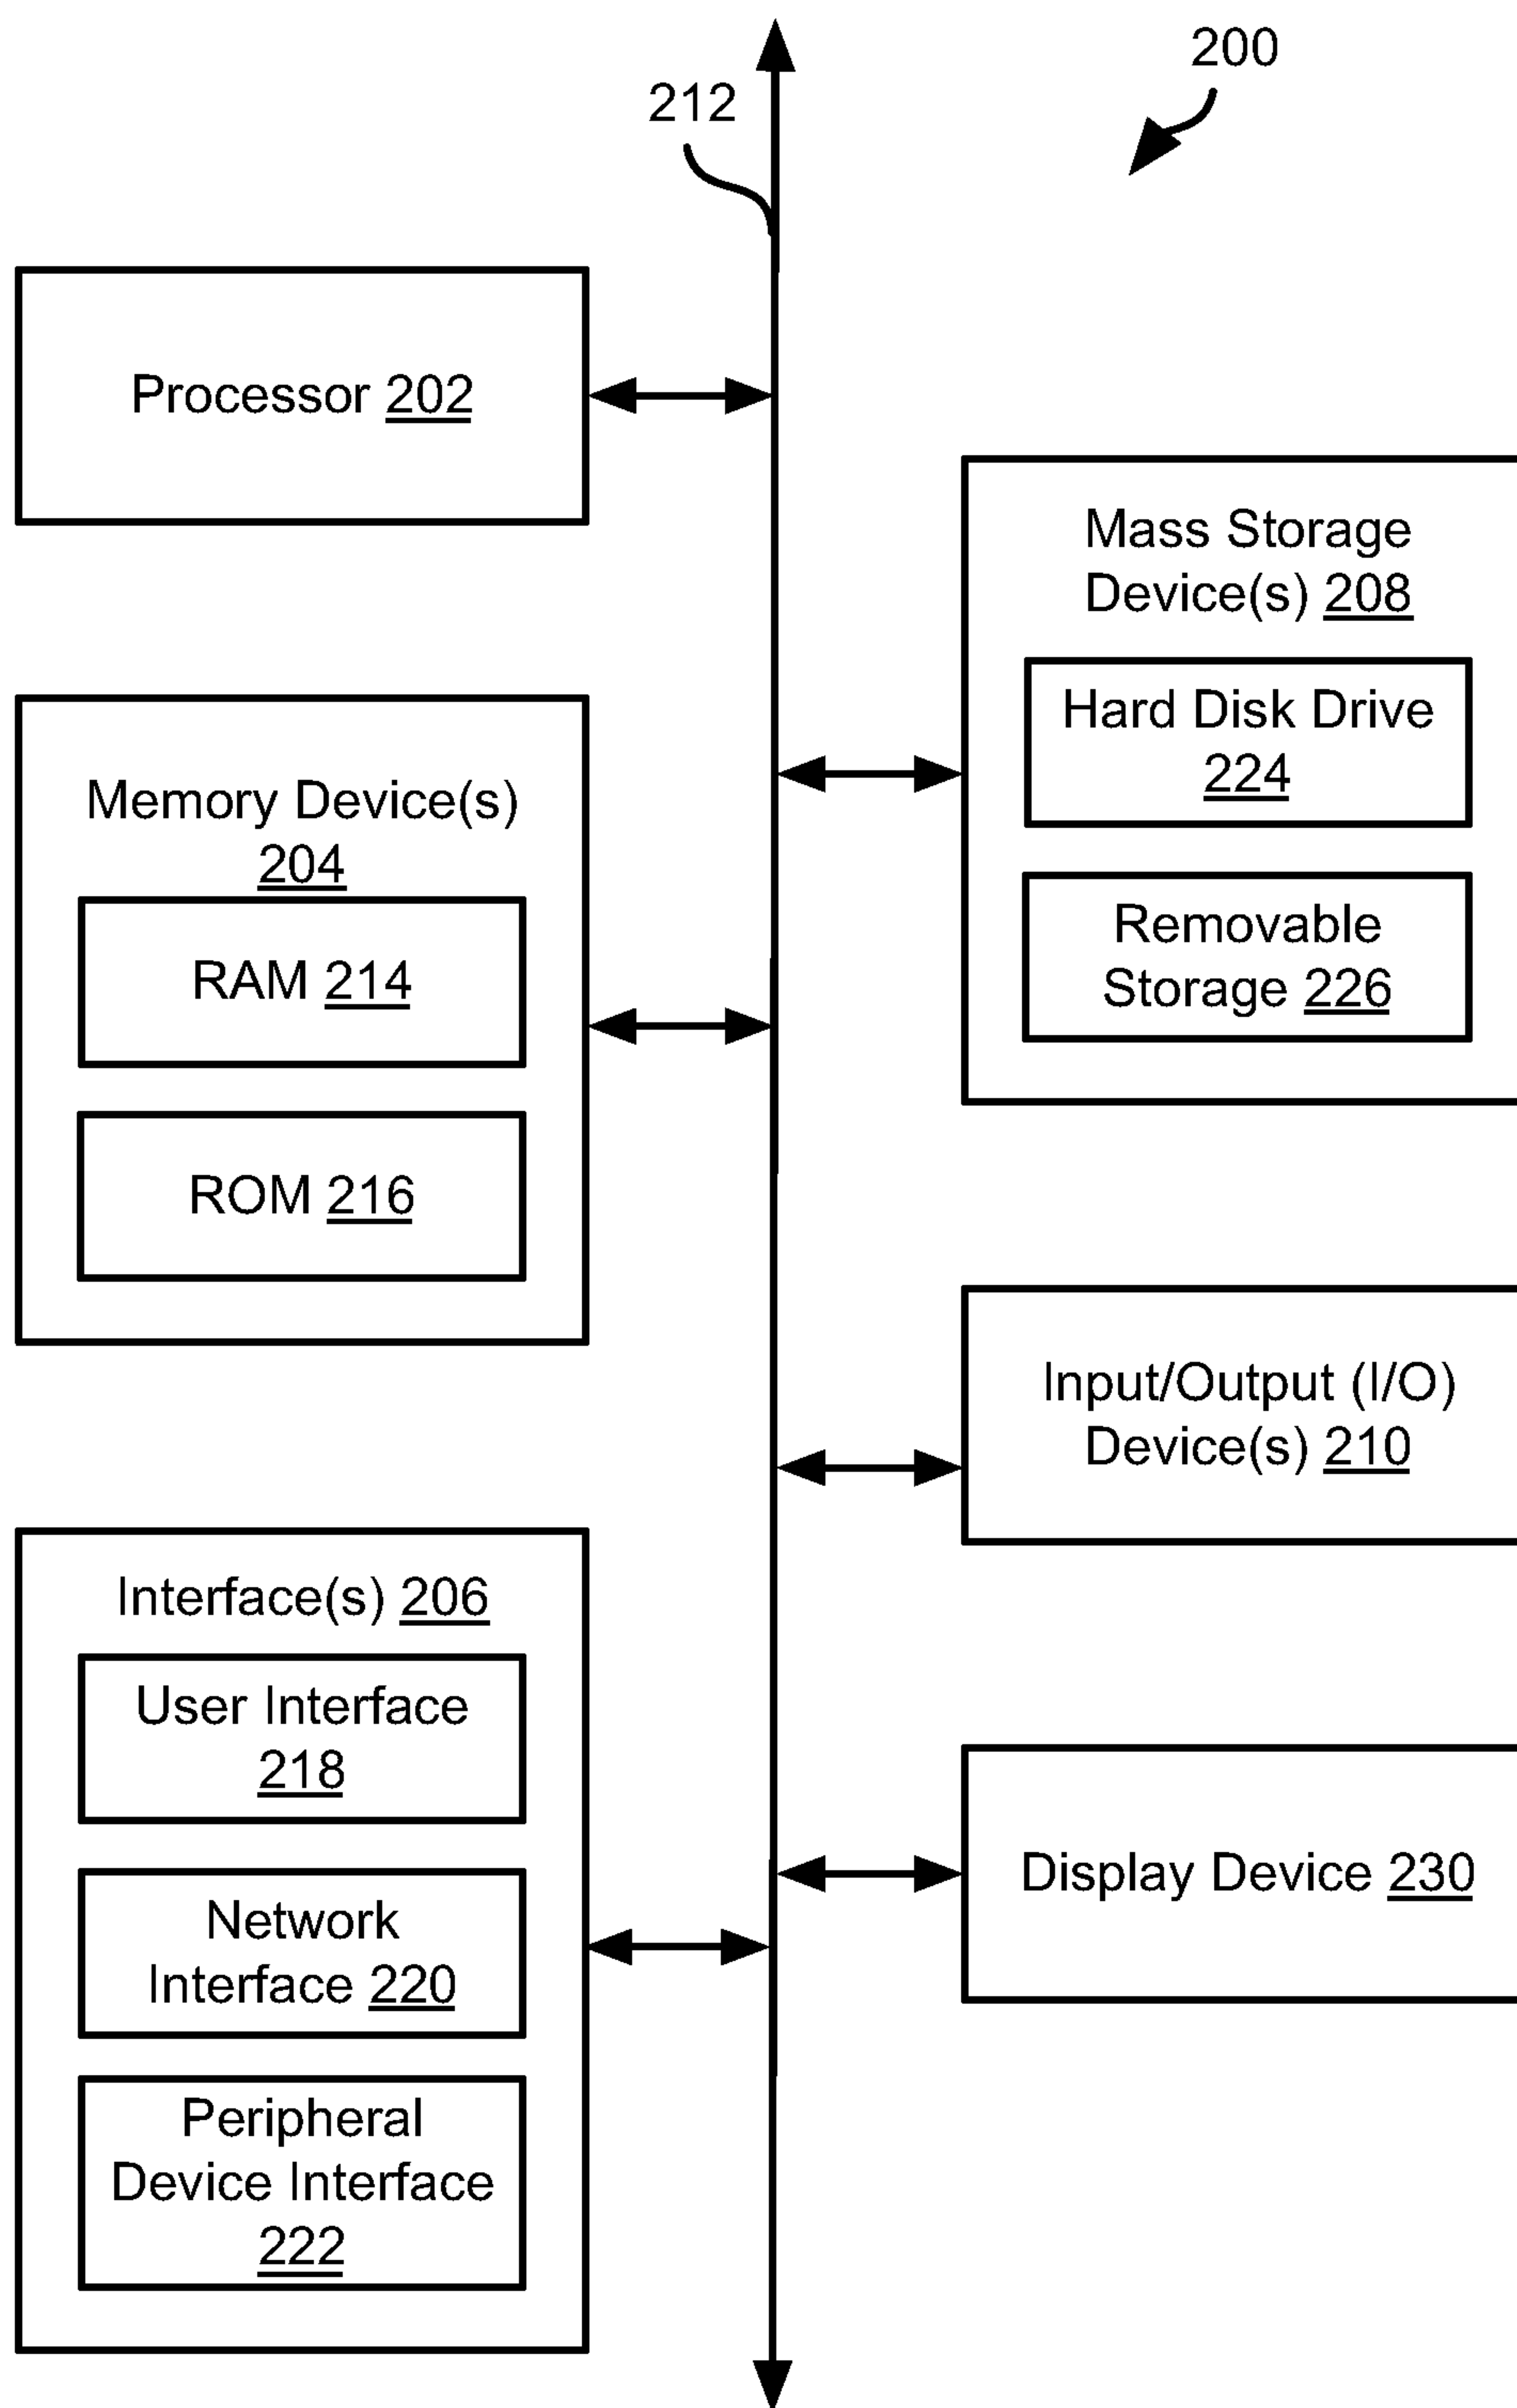 200
212
Processor 202
Mass Storage
Device(s) 208
Hard Disk Drive
224
Removable
Storage 226
Memory Device(s)
204
RAM 214
ROM 216
Input/Output (I/O)
Device(s) 210
Interface(s) 206
User Interface
218
Network
Interface 220
Peripheral
Device Interface
222
Display Device 230